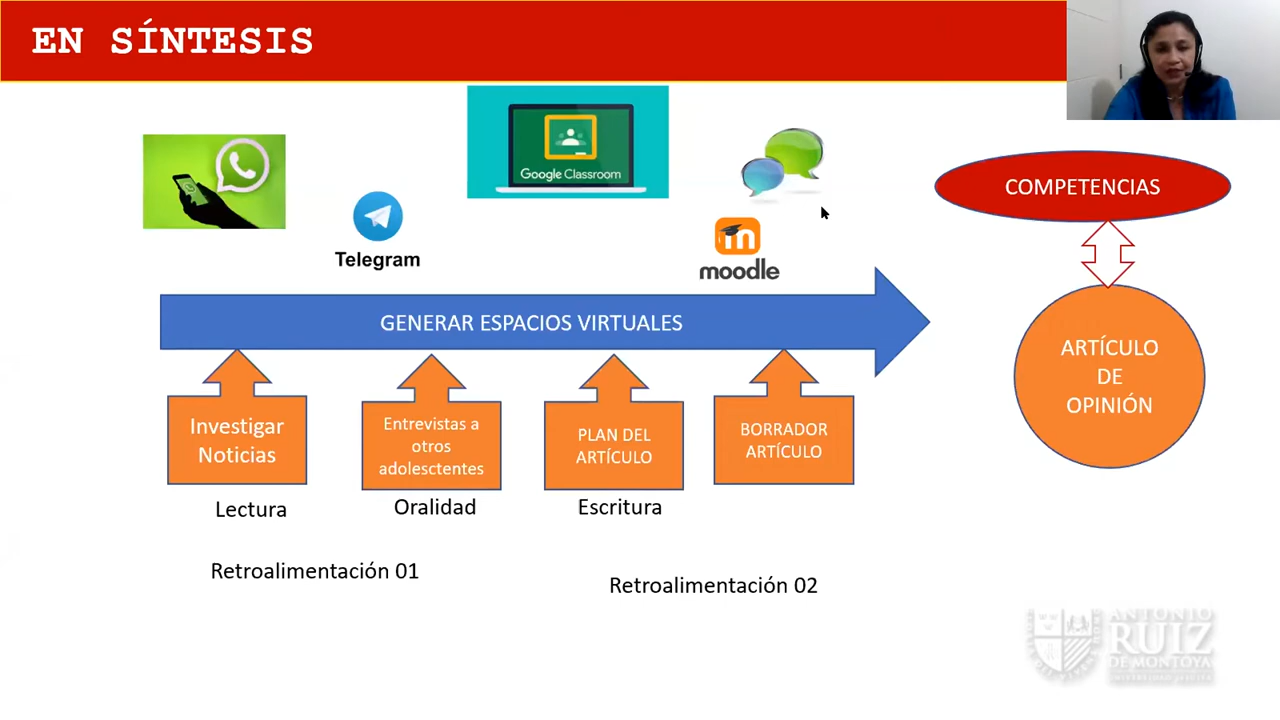 EN SÍNTESIS
Google Classroom
Telegram
moodle
COMPETENCIAS
GENERAR ESPACIOS VIRTUALES
ARTÍCULO
DE
OPINIÓN
Investigar
Noticias
Entrevistas a
otros
adolesctentes
PLAN DEL
ARTÍCULO
BORRADOR
ARTÍCULO
Lectura
Oralidad
Escritura
Retroalimentación 01
Retroalimentación 02
ANTONIO
RUIZ
DE MONTOYA